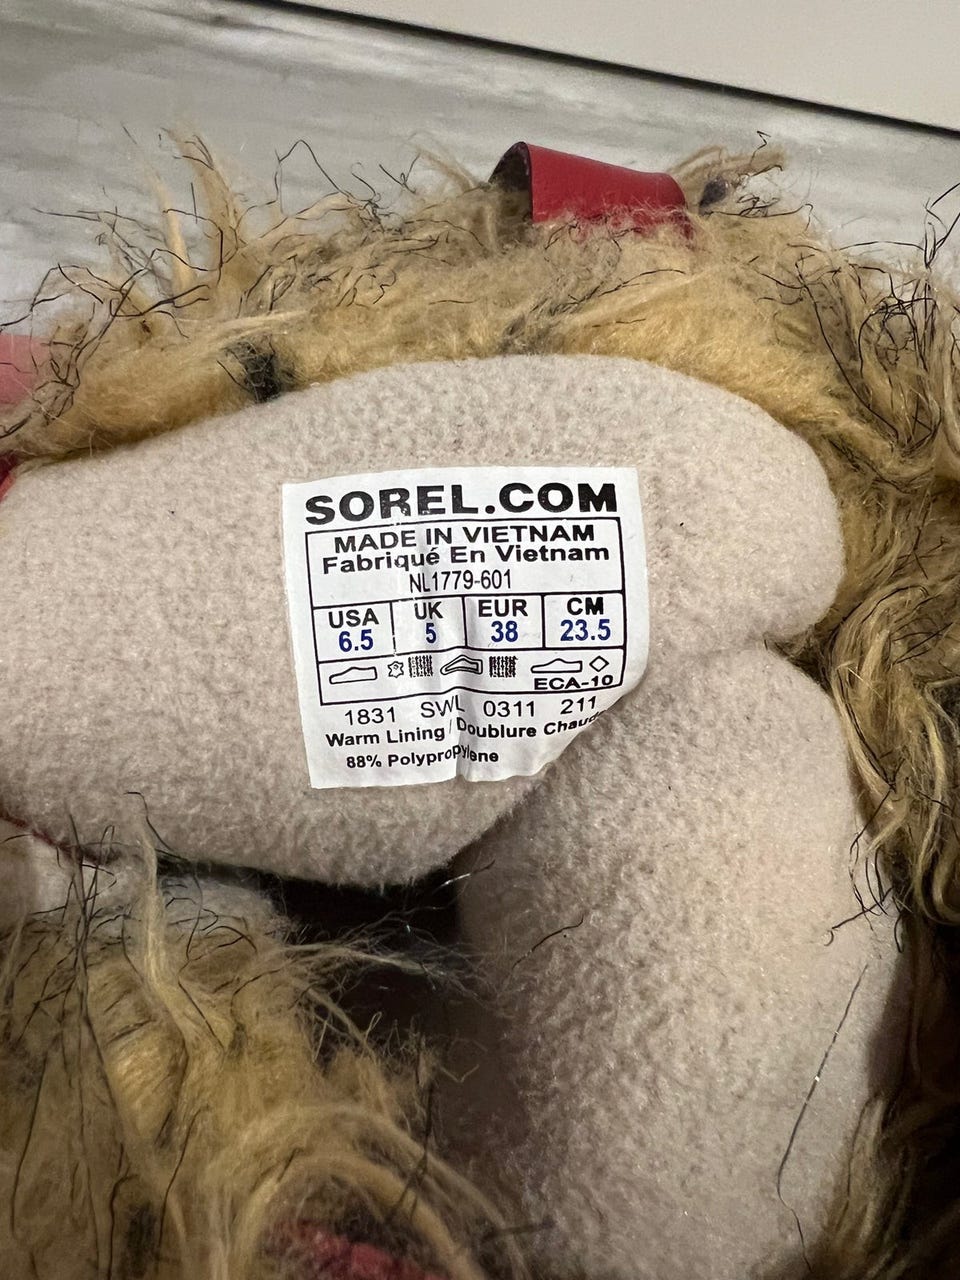 SOREL.COM
MADE IN VIETNAM
Fabriqué En Vietnam
NL1779-601
USA UK EUR CM
6.5 5 38 23.5
ECA-10
1831 SWL 0311 211
Warm Lining / Doublure Chaude
88% Polypropylene